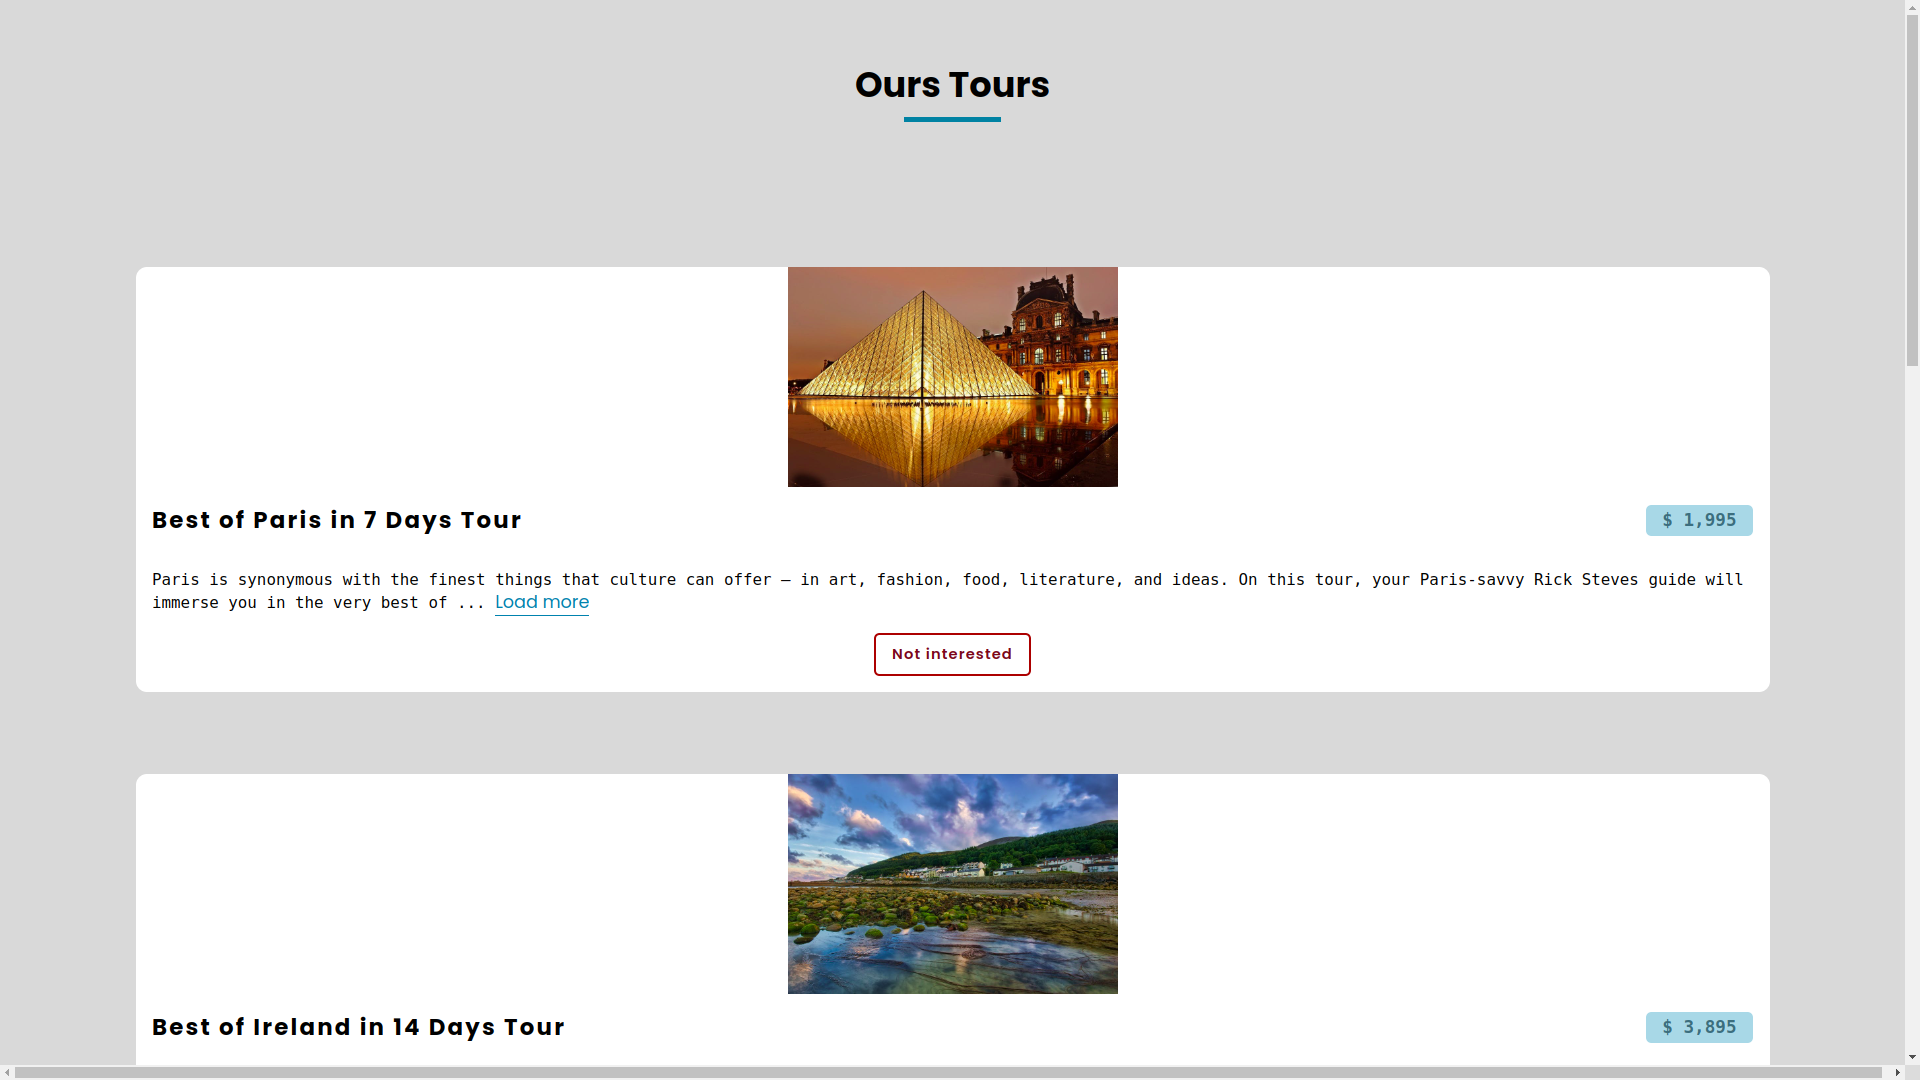 Ours Tours
Best of Paris in 7 Days Tour
$ 1,995
Paris is synonymous with the finest things that culture can offer — in art, fashion, food, literature, and ideas. On this tour, your Paris-savvy Rick Steves guide will
immerse you in the very best of ... Load more
Not interested
Best of Ireland in 14 Days Tour
$ 3,895